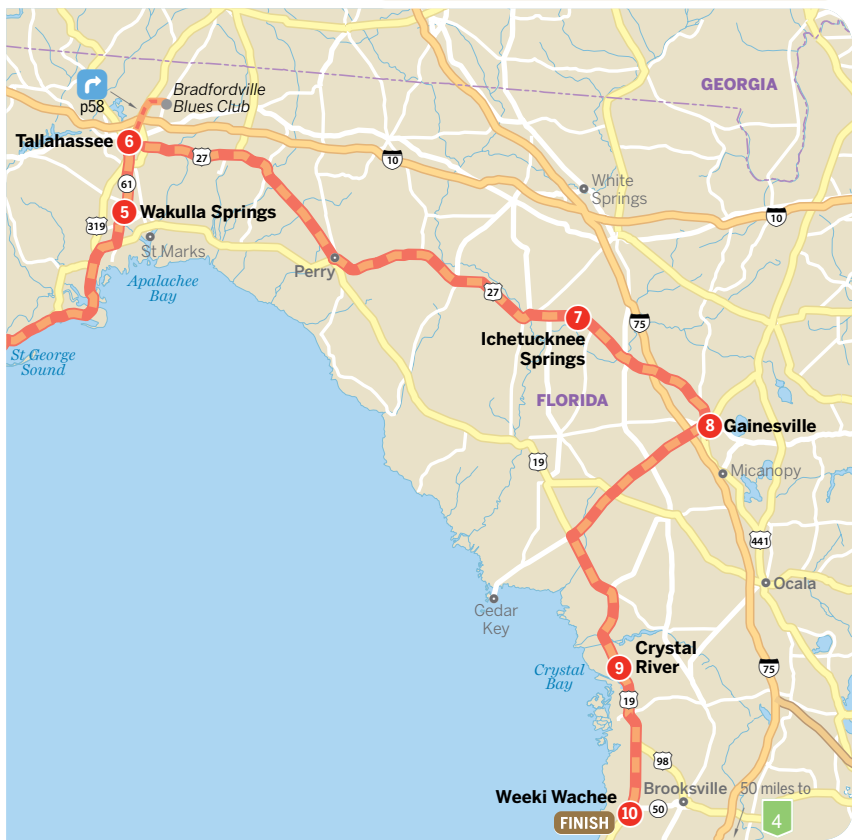 GEORGIA
Bradfordville
Blues Club
p58
Tallahassee
6
27
10
61
White
Springs
5
Wakulla Springs
319
10
St Marks
Perry
Apalachee
Bay
27
7
75
Ichetucknee
Springs
St George
Sound
FLORIDA
8
Gainesville
19
Micanopy
441
Ocala
Cedar
Key
Crystal
River
9
Crystal
Bay
75
19
98
Weeki Wachee
Brooksville
50 miles to
10
50
FINISH
4